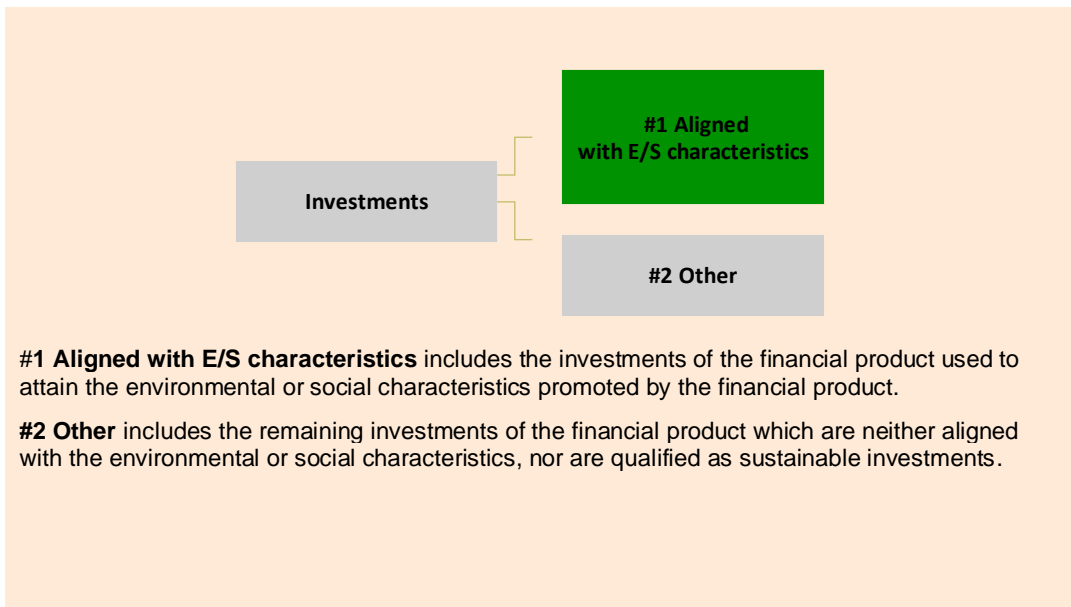 #1 Aligned
with E/S characteristics
Investments
#2 Other
#1 Aligned with E/S characteristics includes the investments of the financial product used to
attain the environmental or social characteristics promoted by the financial product.
#2 Other includes the remaining investments of the financial product which are neither aligned
with the environmental or social characteristics, nor are qualified as sustainable investments.